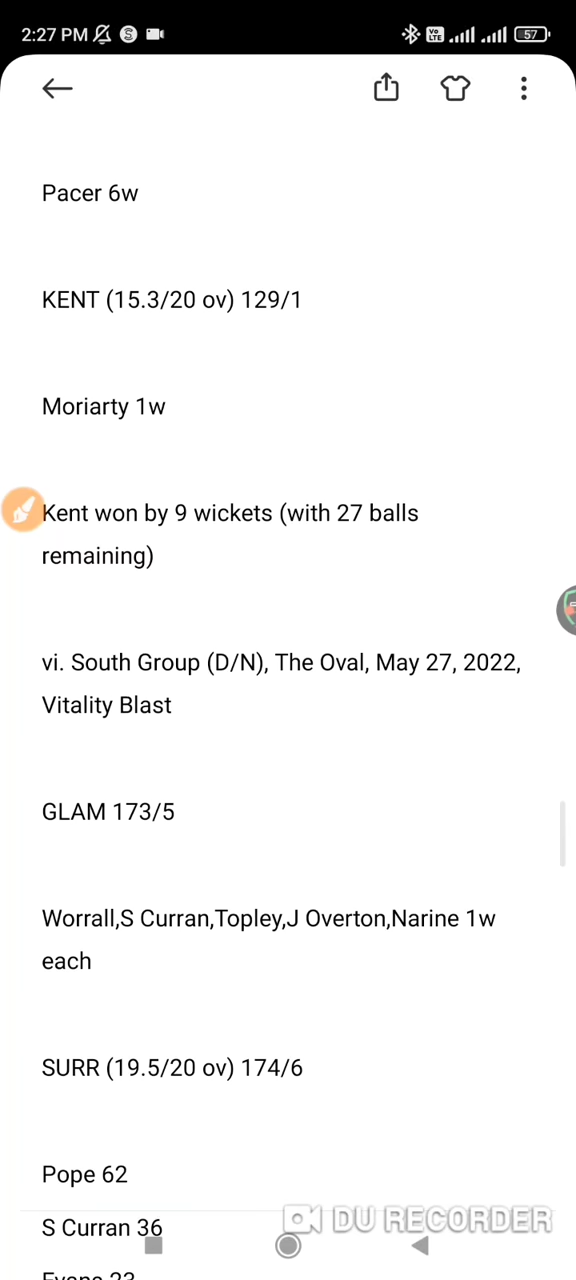 2:27 PM
57
Pacer 6w
KENT (15.3/20 ov) 129/1
Moriarty 1w
Kent won by 9 wickets (with 27 balls
remaining)
vi. South Group (D/N), The Oval, May 27, 2022,
Vitality Blast
GLAM 173/5
Worrall,S Curran,Topley,J Overton,Narine 1w
each
SURR (19.5/20 ov) 174/6
Pope 62
S Curran 36
DU RECORDER